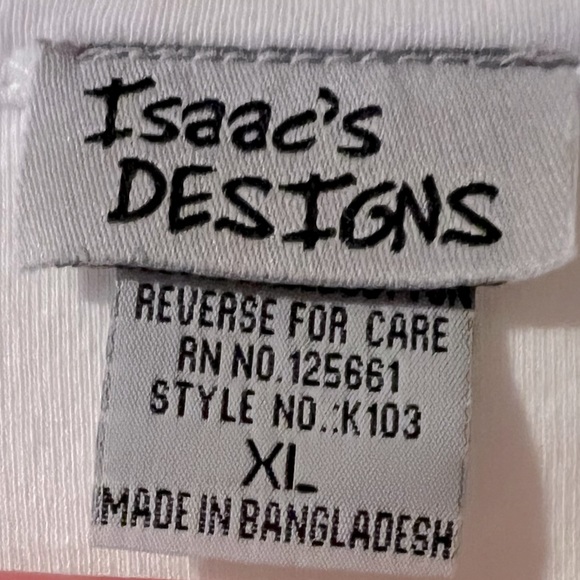 Isaac's
DESIGNS
REVERSE FOR CARE
RN NO.125661
STYLE NO.:K103
XL
MADE IN BANGLADESH